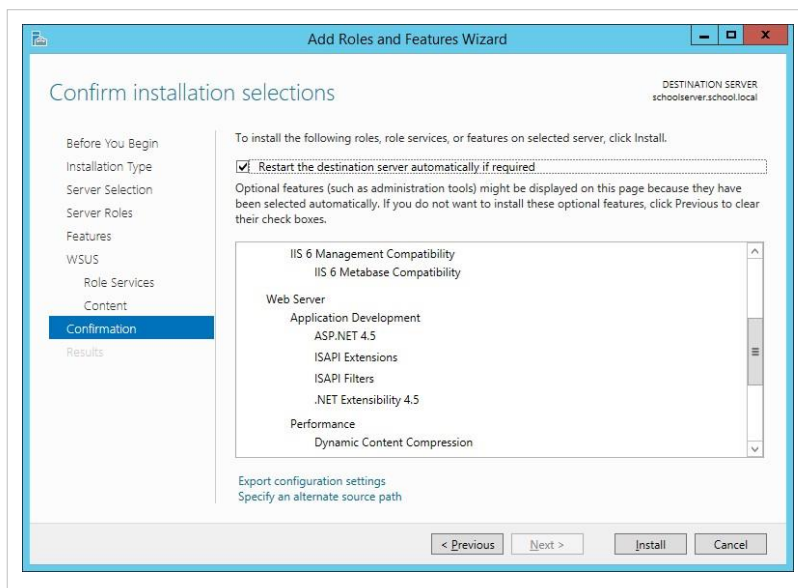 Add Roles and Features Wizard
Confirm installation selections
DESTINATION SERVER
schoolserver.school.local
Before You Begin
Installation Type
Server Selection
Server Roles
Features
WSUS
Role Services
Content
Confirmation
Results
To install the following roles, role services, or features on selected server, click Install.
Restart the destination server automatically if required
Optional features (such as administration tools) might be displayed on this page because they have
been selected automatically. If you do not want to install these optional features, click Previous to clear
their check boxes.
IIS 6 Management Compatibility
IIS 6 Metabase Compatibility
Web Server
Application Development
ASP.NET 4.5
ISAPI Extensions
ISAPI Filters
.NET Extensibility 4.5
Performance
Dynamic Content Compression
Export configuration settings
Specify an alternate source path
< Previous
Next >
Install
Cancel